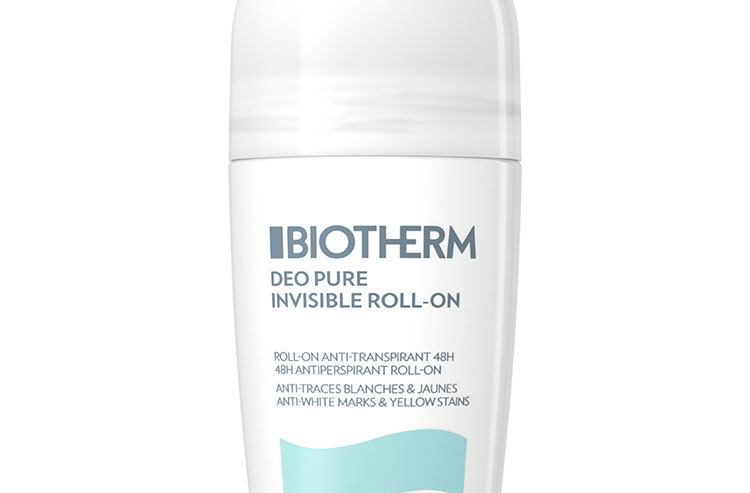 BIOTHERM
DEO PURE
INVISIBLE ROLL-ON
ROLL-ON ANTI-TRANSPIRANT 48H
48H ANTIPERSPIRANT ROLL-ON
ANTI-TRACES BLANCHES & JAUNES
ANTI-WHITE MARKS & YELLOW STAINS